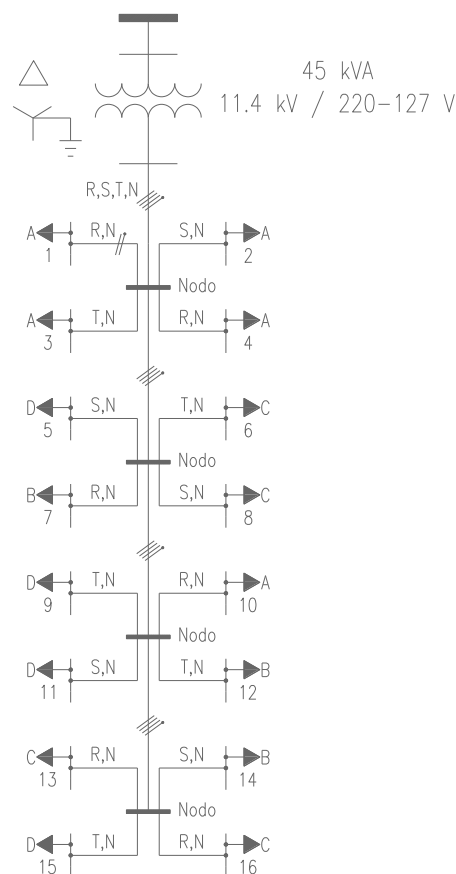 45 kVA
11.4 kV / 220-127 V
R,S,T,N
A R,N S,N A
1 2
Nodo
A T,N R,N A
3 4
D S,N T,N C
5 6
Nodo
B R,N S,N C
7 8
D T,N R,N A
9 10
Nodo
D S,N T,N B
11 12
C R,N S,N B
13 14
Nodo
D T,N R,N C
15 16